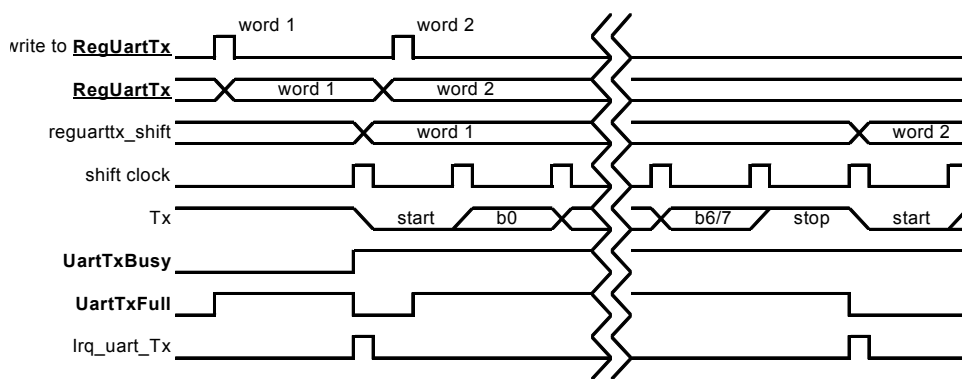 word 1 word 2
write to RegUartTx
RegUartTx word 1 word 2
reguarttx_shift word 1 word 2
shift clock
Tx start b0 b6/7 stop start
UartTxBusy
UartTxFull
Irq_uart_Tx